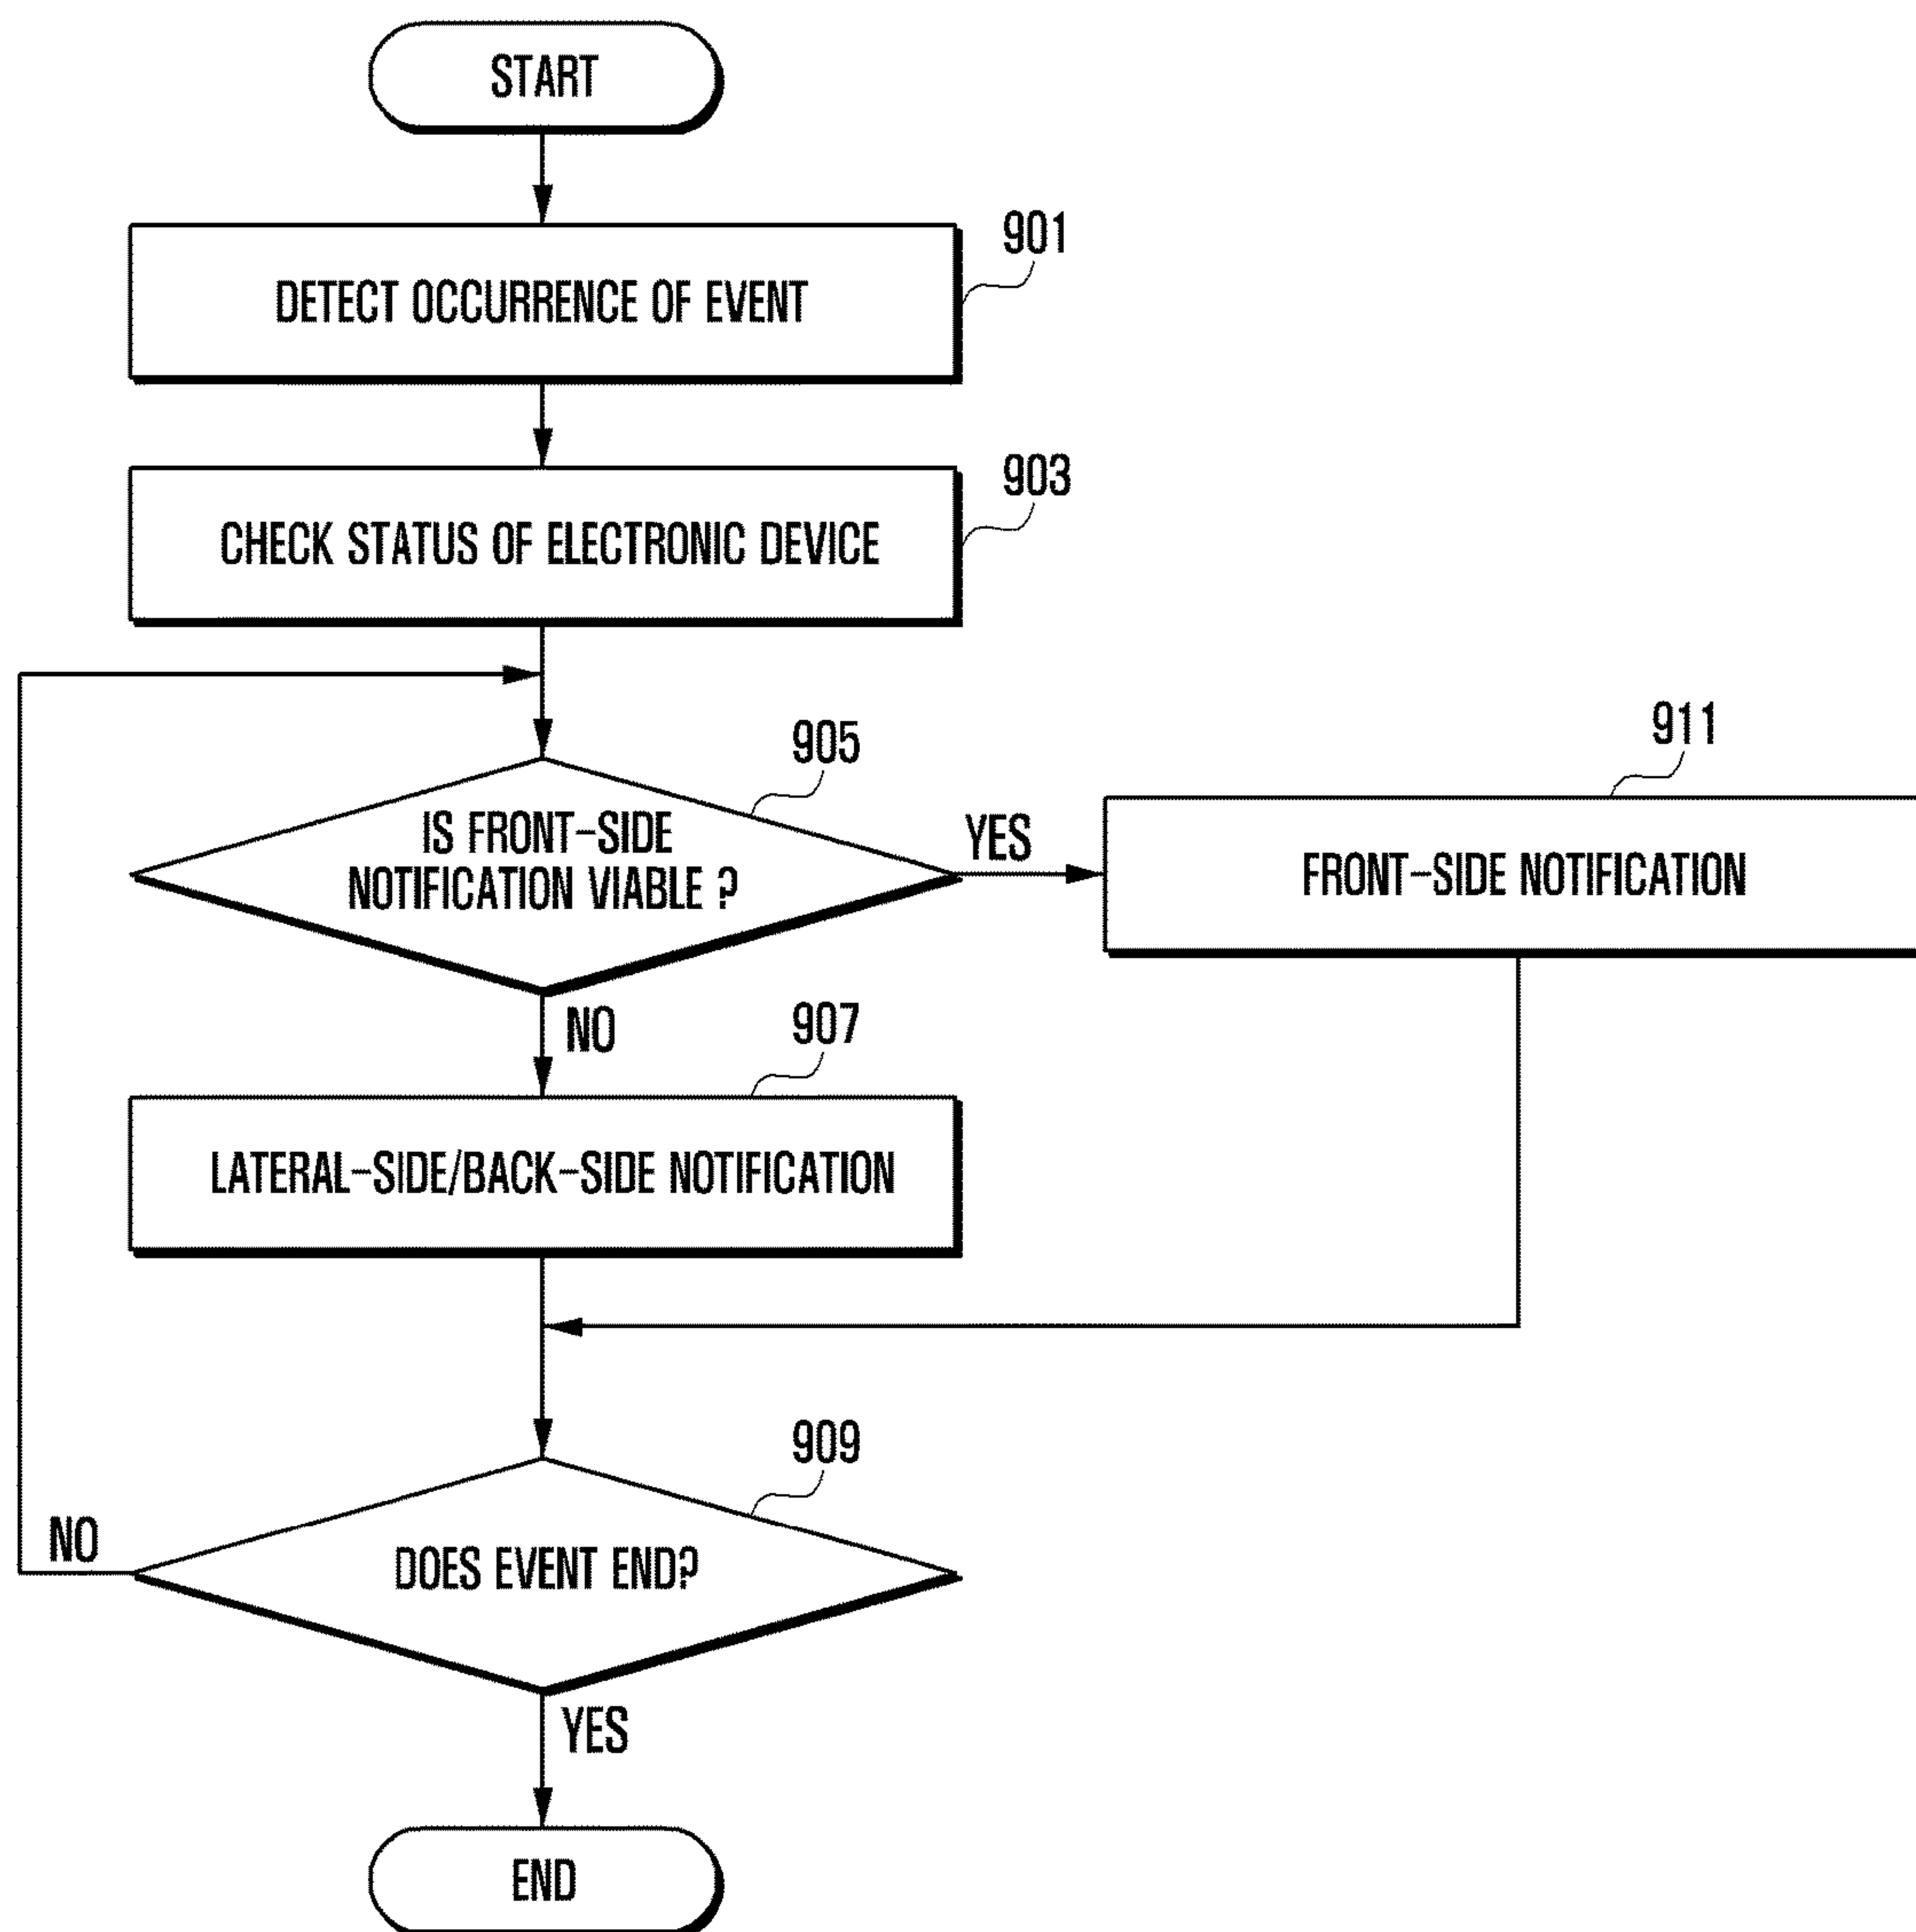 START
901
DETECT OCCURRENCE OF EVENT
903
CHECK STATUS OF ELECTRONIC DEVICE
905
911
IS FRONT-SIDE
NOTIFICATION VIABLE ?
YES
FRONT-SIDE NOTIFICATION
NO
907
LATERAL-SIDE/BACK-SIDE NOTIFICATION
909
NO
DOES EVENT END?
YES
END